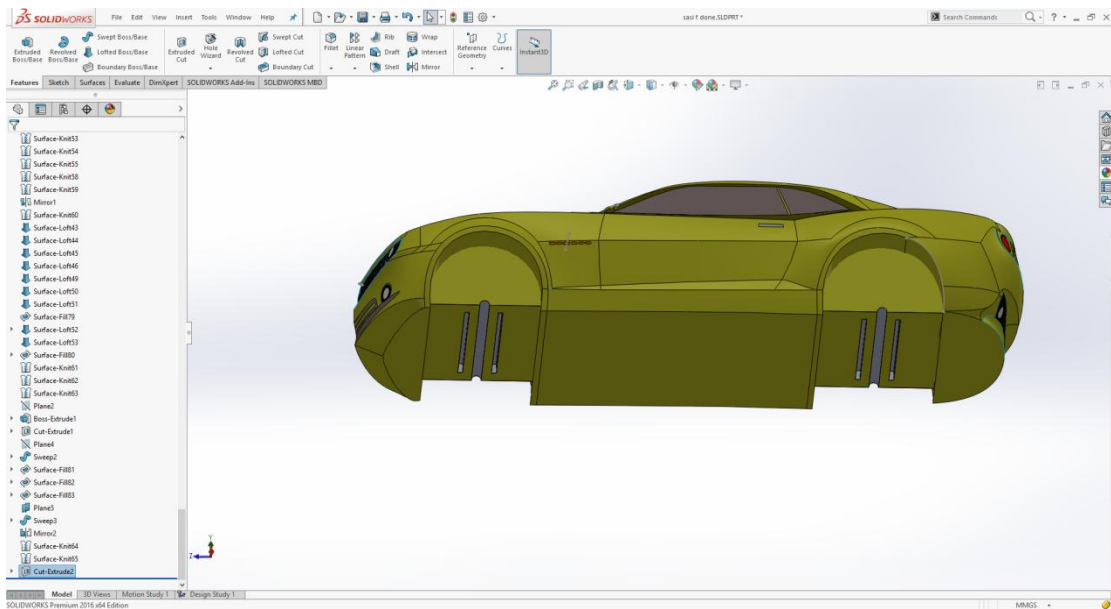 SOLIDWORKS File Edit View Insert Tools Window Help sasi f done.SLDPRT * Search Commands
Extruded Boss/Base
Revolved Boss/Base
Swept Boss/Base
Lofted Boss/Base
Boundary Boss/Base
Extruded Cut
Hole Wizard
Revolved Cut
Swept Cut
Lofted Cut
Boundary Cut
Fillet
Linear Pattern
Rib
Draft
Shell
Wrap
Intersect
Mirror
Reference Geometry
Curves
Instant3D
Features Sketch Surfaces Evaluate DimXpert SOLIDWORKS Add-Ins SOLIDWORKS MBD
Surface-Knit53
Surface-Knit54
Surface-Knit55
Surface-Knit58
Surface-Knit59
Mirror1
Surface-Knit60
Surface-Loft43
Surface-Loft44
Surface-Loft45
Surface-Loft46
Surface-Loft49
Surface-Loft50
Surface-Loft51
Surface-Fill79
Surface-Loft52
Surface-Loft53
Surface-Fill80
Surface-Knit61
Surface-Knit62
Surface-Knit63
Plane2
Boss-Extrude1
Cut-Extrude1
Plane4
Sweep2
Surface-Fill81
Surface-Fill82
Surface-Fill83
Plane5
Sweep3
Mirror2
Surface-Knit64
Surface-Knit65
Cut-Extrude2
Y
Z
Model 3D Views Motion Study 1 Design Study 1
SOLIDWORKS Premium 2016 x64 Edition MMGS